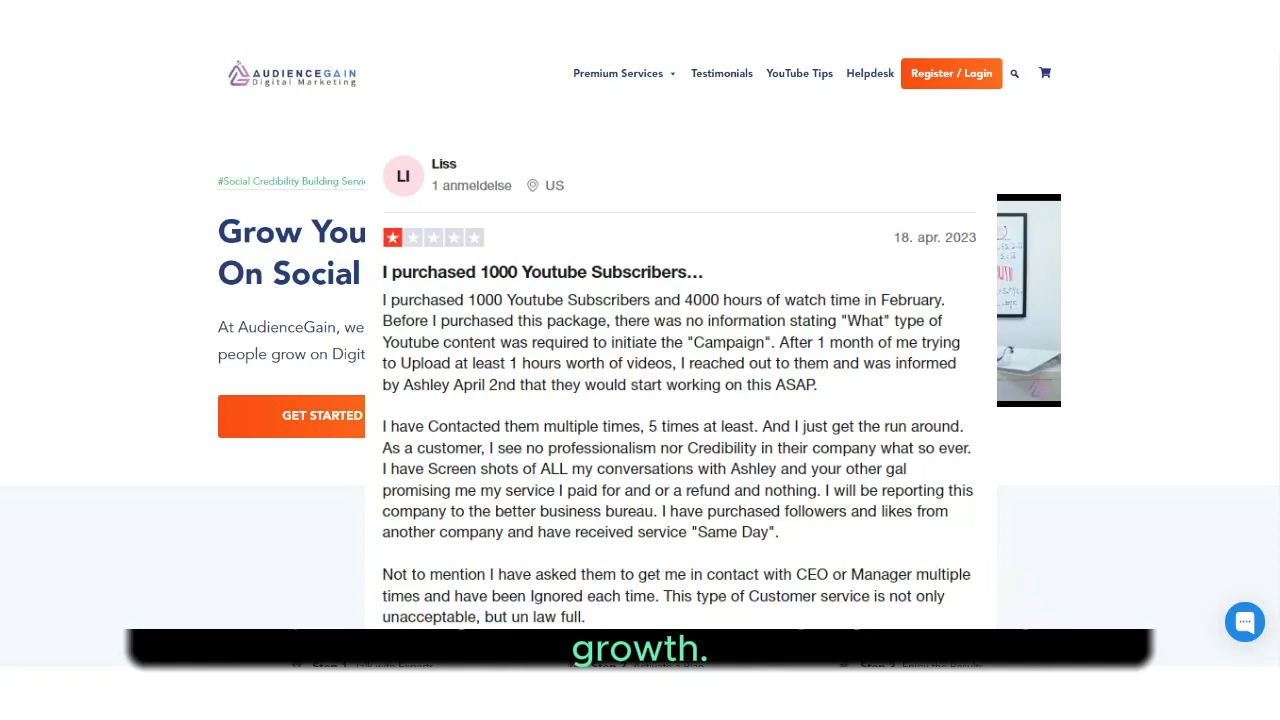 AUDIENCEGAIN
Digital Marketing
Premium Services
Testimonials
YouTube Tips
Helpdesk
Register / Login
#Social Credibility Building
Grow You
On Social
At AudienceGain, we
people grow on Digit
GET STARTED
LI
Liss
1 anmeldelse
US
18. apr. 2023
I purchased 1000 Youtube Subscribers…
I purchased 1000 Youtube Subscribers and 4000 hours of watch time in February.
Before I purchased this package, there was no information stating "What" type of
Youtube content was required to initiate the "Campaign". After 1 month of me trying
to Upload at least 1 hours worth of videos, I reached out to them and was informed
by Ashley April 2nd that they would start working on this ASAP.
I have Contacted them multiple times, 5 times at least. And I just get the run around.
As a customer, I see no professionalism nor Credibility in their company what so ever.
I have Screen shots of ALL my conversations with Ashley and your other gal
promising me my service I paid for and or a refund and nothing. I will be reporting this
company to the better business bureau. I have purchased followers and likes from
another company and have received service "Same Day".
Not to mention I have asked them to get me in contact with CEO or Manager multiple
times and have been Ignored each time. This type of Customer service is not only
unacceptable, but un law full.
growth.